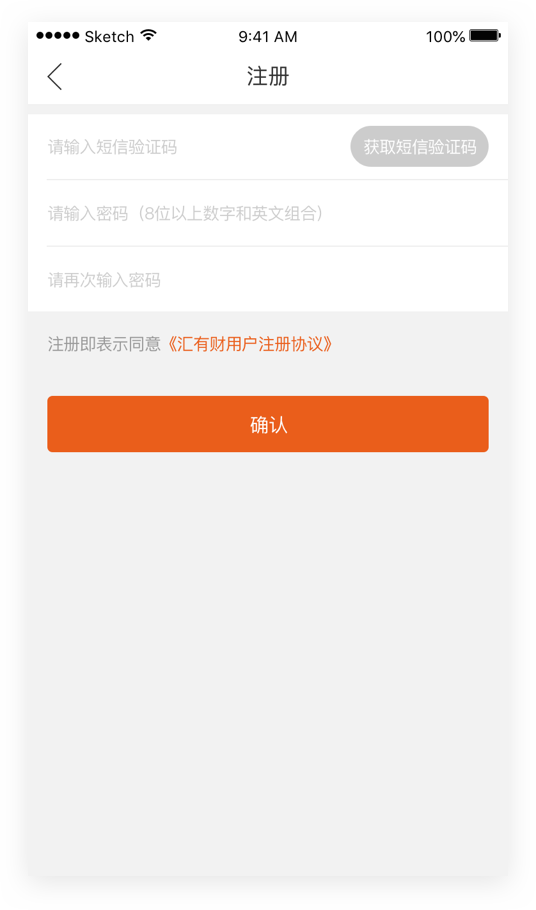 ●●●●● Sketch 9:41 AM 100%
注册
请输入短信验证码 获取短信验证码
请输入密码（8位以上数字和英文组合）
请再次输入密码
注册即表示同意《汇有财用户注册协议》
确认